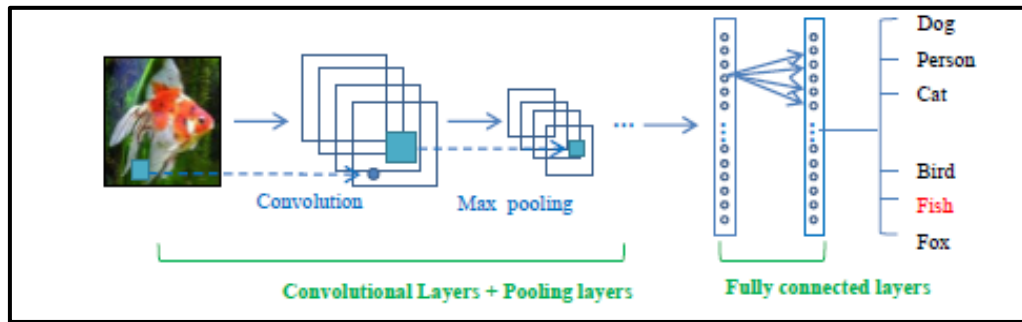 Dog
Person
Cat
...
Bird
Convolution
Max pooling
Fish
Fox
Convolutional Layers + Pooling layers
Fully connected layers